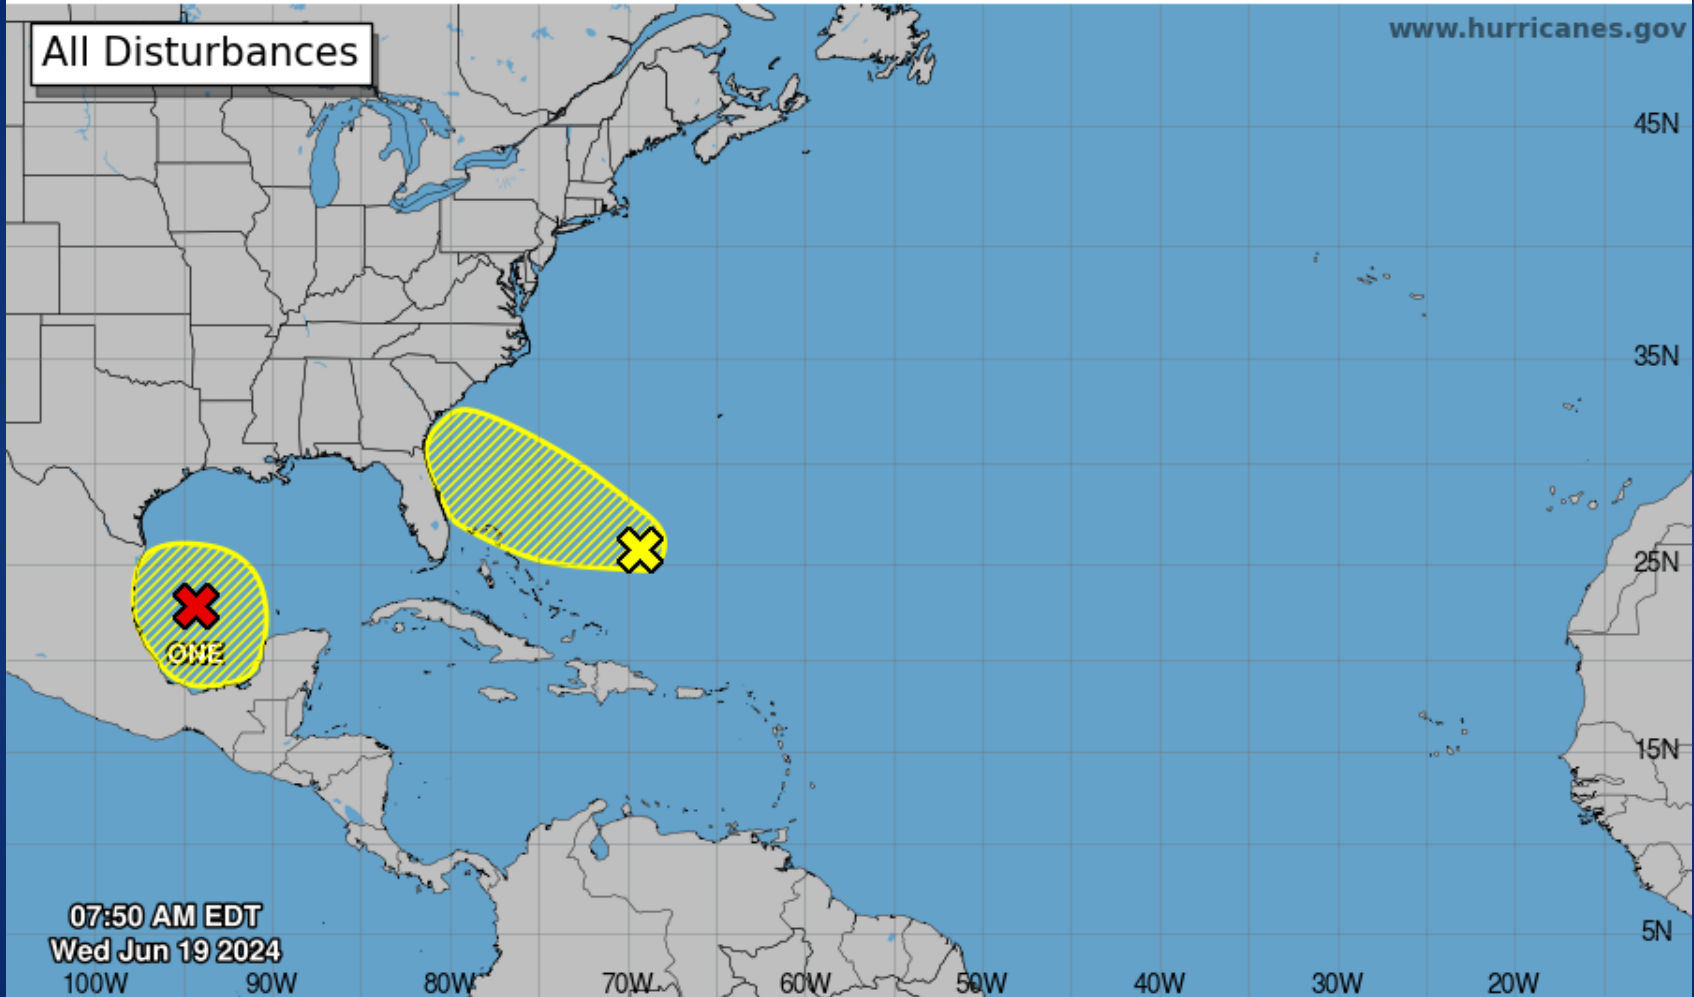 All Disturbances
www.hurricanes.gov
45N
35N
25N
ONE
15N
07:50 AM EDT
5N
Wed Jun 19 2024
100W 90W 80W 70W 60W 50W 40W 30W 20W